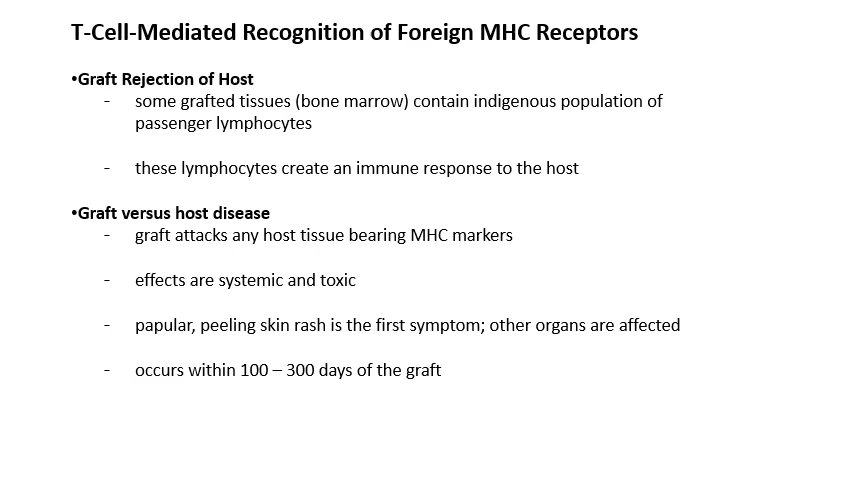 T-Cell-Mediated Recognition of Foreign MHC Receptors
•Graft Rejection of Host
- some grafted tissues (bone marrow) contain indigenous population of
passenger lymphocytes
- these lymphocytes create an immune response to the host
•Graft versus host disease
- graft attacks any host tissue bearing MHC markers
- effects are systemic and toxic
- papular, peeling skin rash is the first symptom; other organs are affected
- occurs within 100 – 300 days of the graft